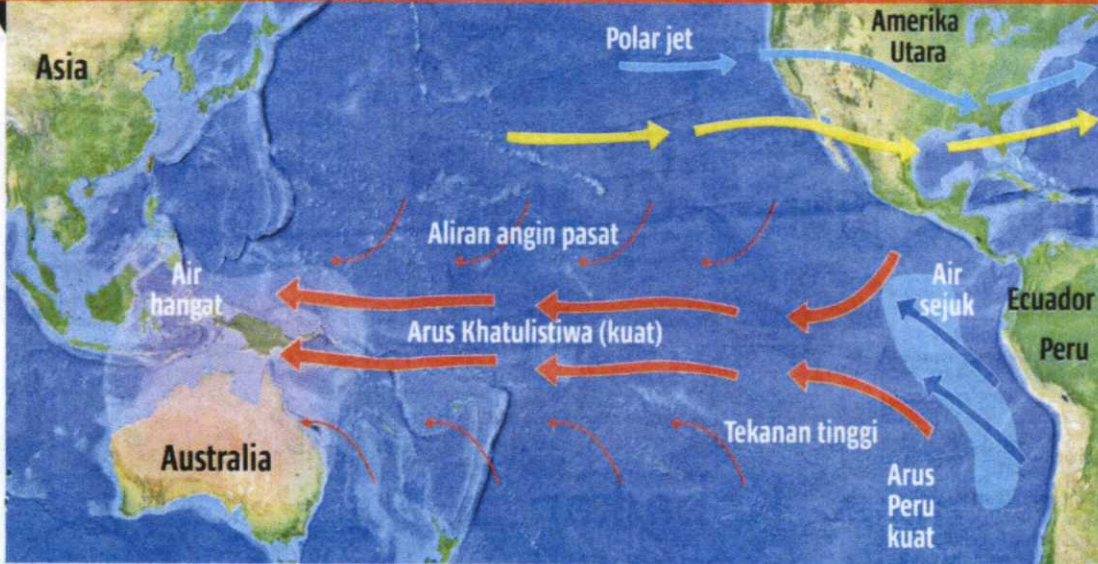 Asia
Polar jet
Amerika
Utara
Aliran angin pasat
Air
hangat
Air
sejuk
Ecuador
Arus Khatulistiwa (kuat)
Peru
Tekanan tinggi
Australia
Arus
Peru
kuat